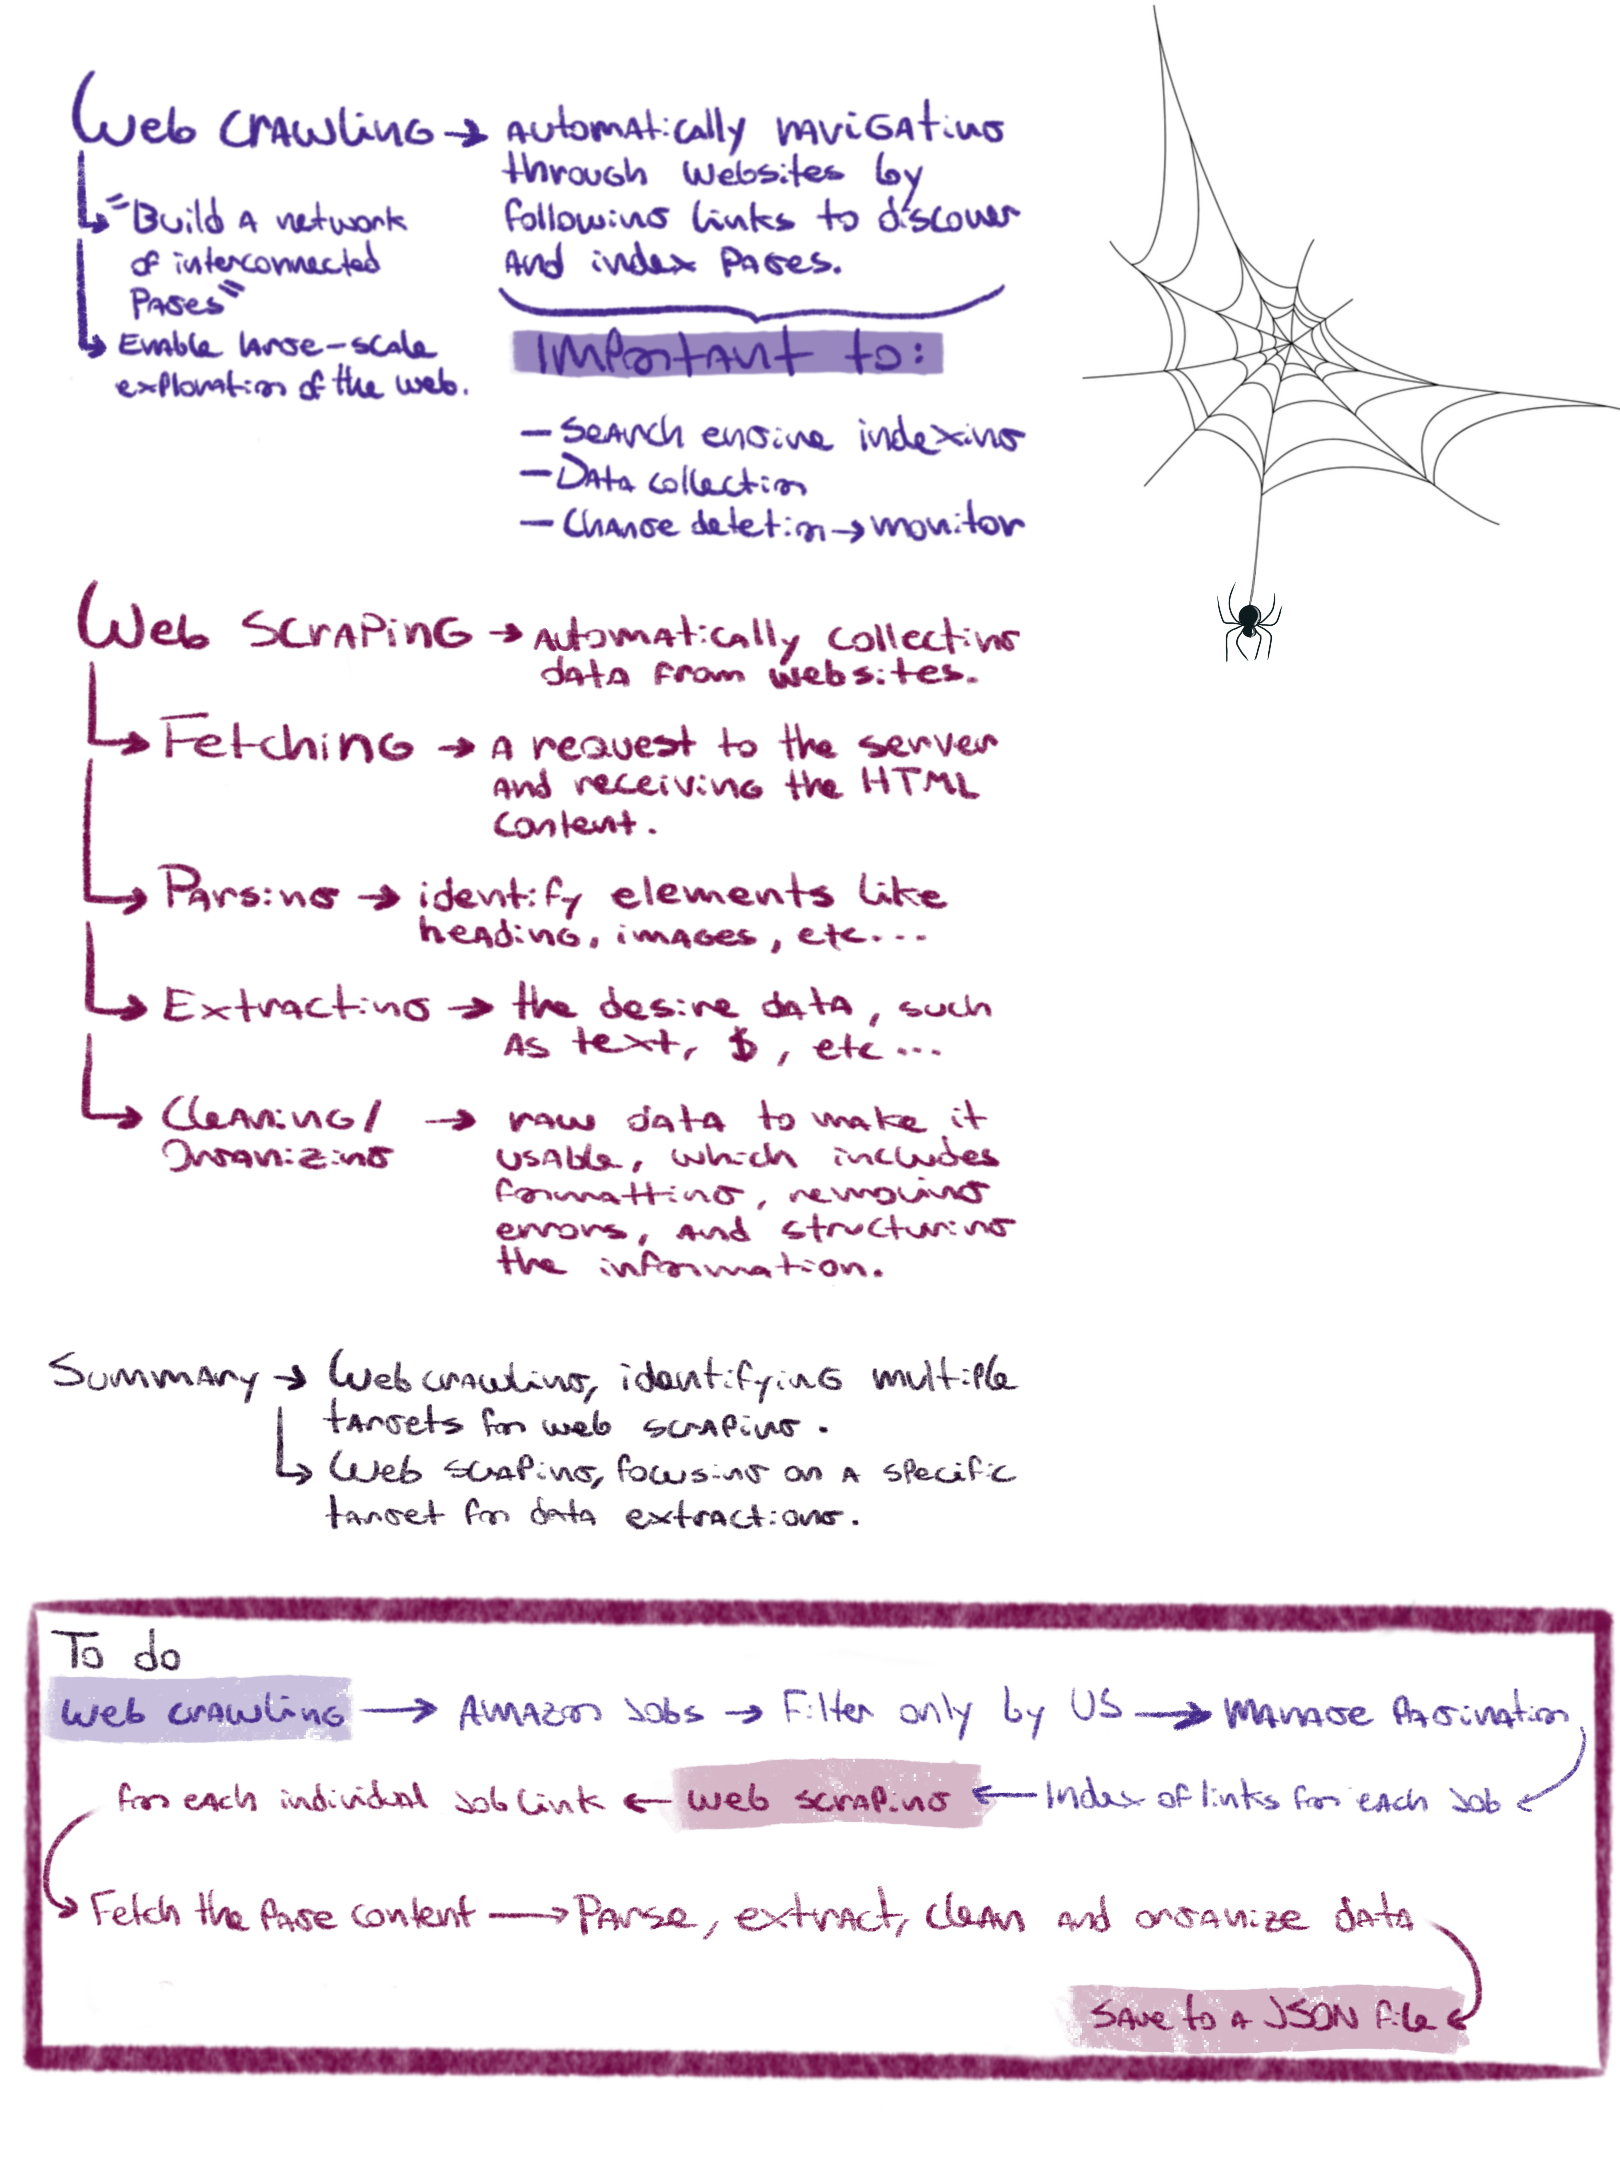 Web Crawling → Automatically navigating
through websites by
following links to discover
and index pages.
"Build a network
of interconnected
pages"
Enable large-scale
exploration of the web.
Important to:
- Search engine indexing
- Data collection
- Change detetion → monitor
Web Scraping → Automatically collecting
data from websites.
Fetching → A request to the server
and receiving the HTML
content.
Parsing → identify elements like
heading, images, etc...
Extracting → the desire data, such
as text, $, etc...
Cleaning/
Organizing
→ raw data to make it
usable, which includes
formatting, removing
errors, and structuring
the information.
Summary → Web crawling, identifying multiple
targets for web scraping.
Web scraping, focusing on a specific
target for data extractiong.
To do
Web crawling → Amazon Jobs → Filter only by US → Manage Pagination
Index of links for each job
Web scraping
for each individual job link
Fetch the page content → Parse, extract, clean and organize data
Save to a JSON file